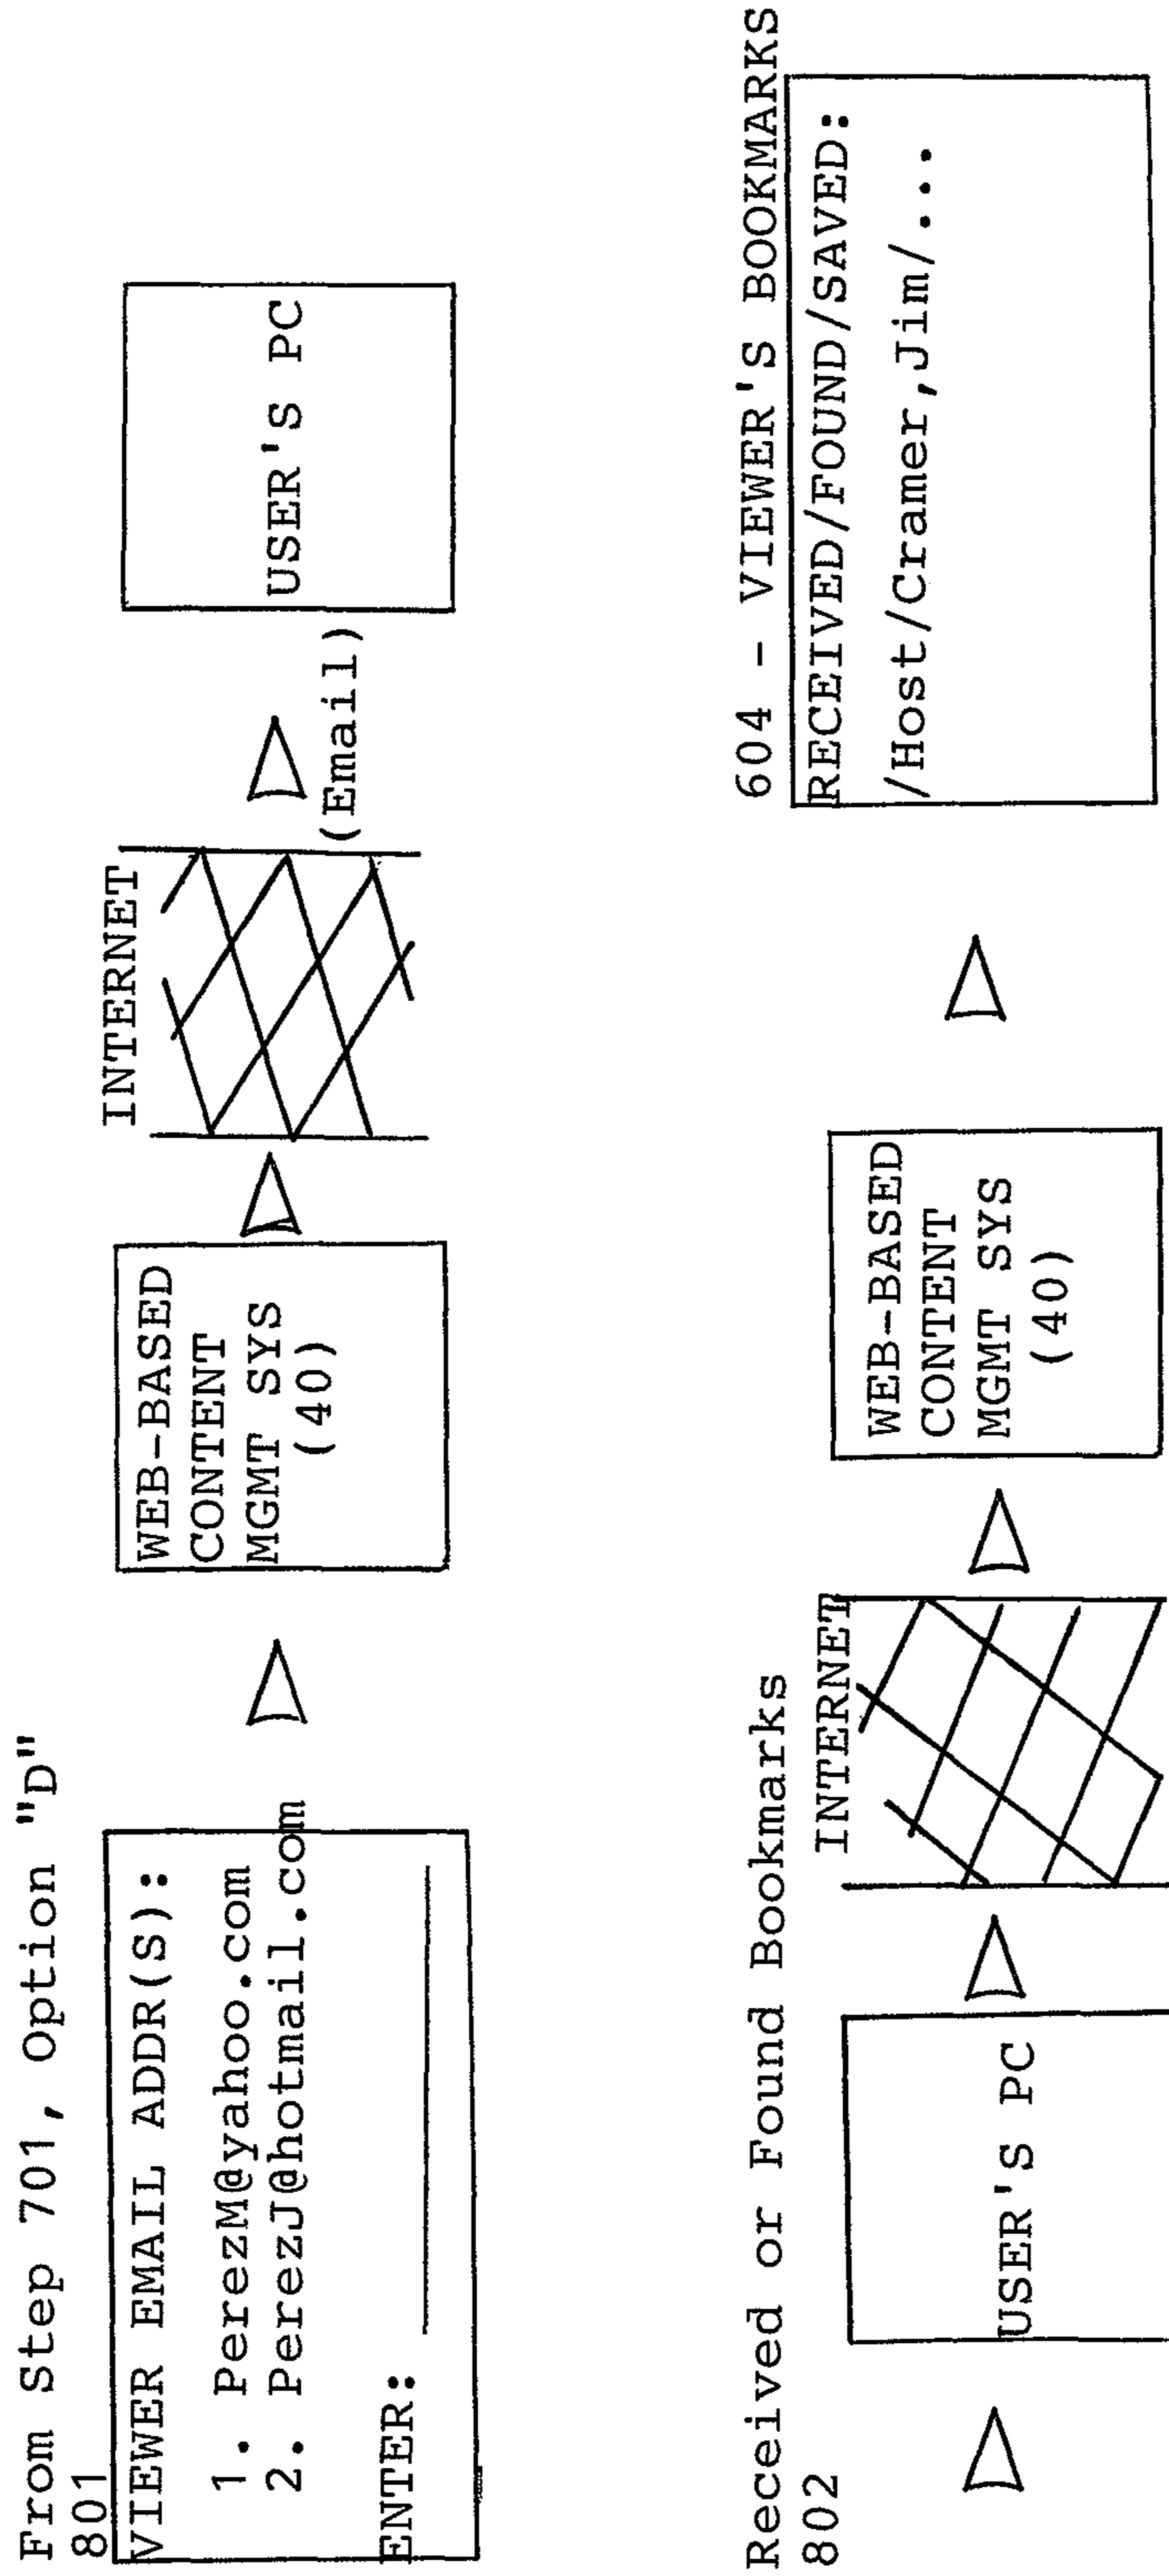 From Step 701, Option "D"
801
VIEWER EMAIL ADDR(S):
1. PerezM@yahoo.com
2. PerezJ@hotmail.com
ENTER:
WEB-BASED
CONTENT
MGMT SYS
(40)
INTERNET
(Email)
USER'S PC
Received or Found Bookmarks
802
USER'S PC
INTERNET
WEB-BASED
CONTENT
MGMT SYS
(40)
604 - VIEWER'S BOOKMARKS
RECEIVED/FOUND/SAVED:
/Host/Cramer,Jim/...